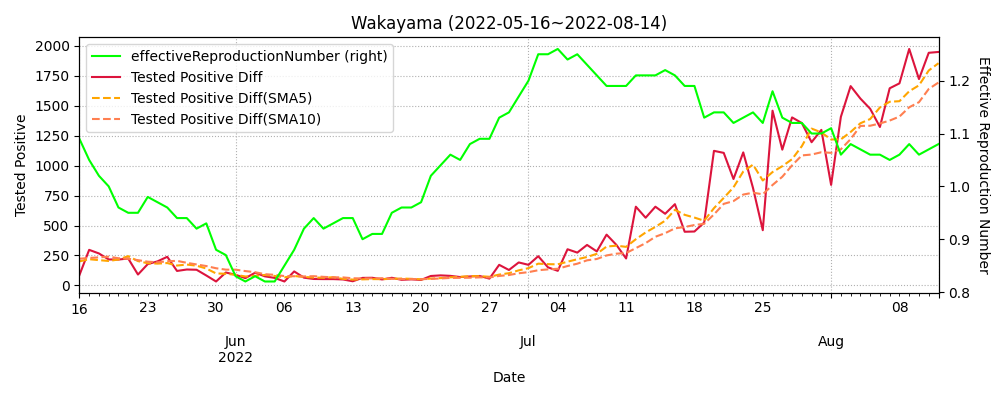 Wakayama (2022-05-16~2022-08-14)
effectiveReproductionNumber (right)
Tested Positive Diff
Tested Positive Diff(SMA5)
Tested Positive Diff(SMA10)
Tested Positive
2000
1750
1500
1250
1000
750
500
250
0
Effective Reproduction Number
1.2
1.1
1.0
0.9
0.8
16 23 30 06 13 20 27 04 11 18 25 08
Jun Jul Aug
2022
Date